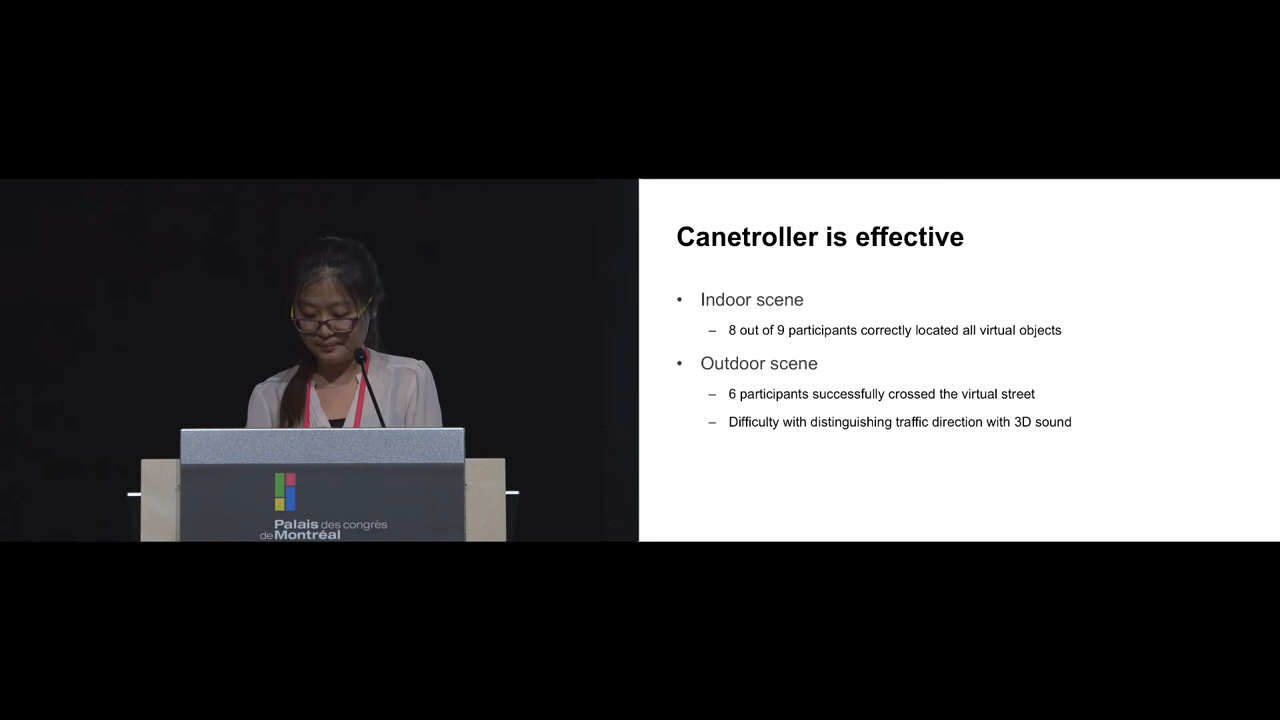 Canetroller is effective
• Indoor scene
– 8 out of 9 participants correctly located all virtual objects
• Outdoor scene
– 6 participants successfully crossed the virtual street
– Difficulty with distinguishing traffic direction with 3D sound
Palais des congrès
de Montréal